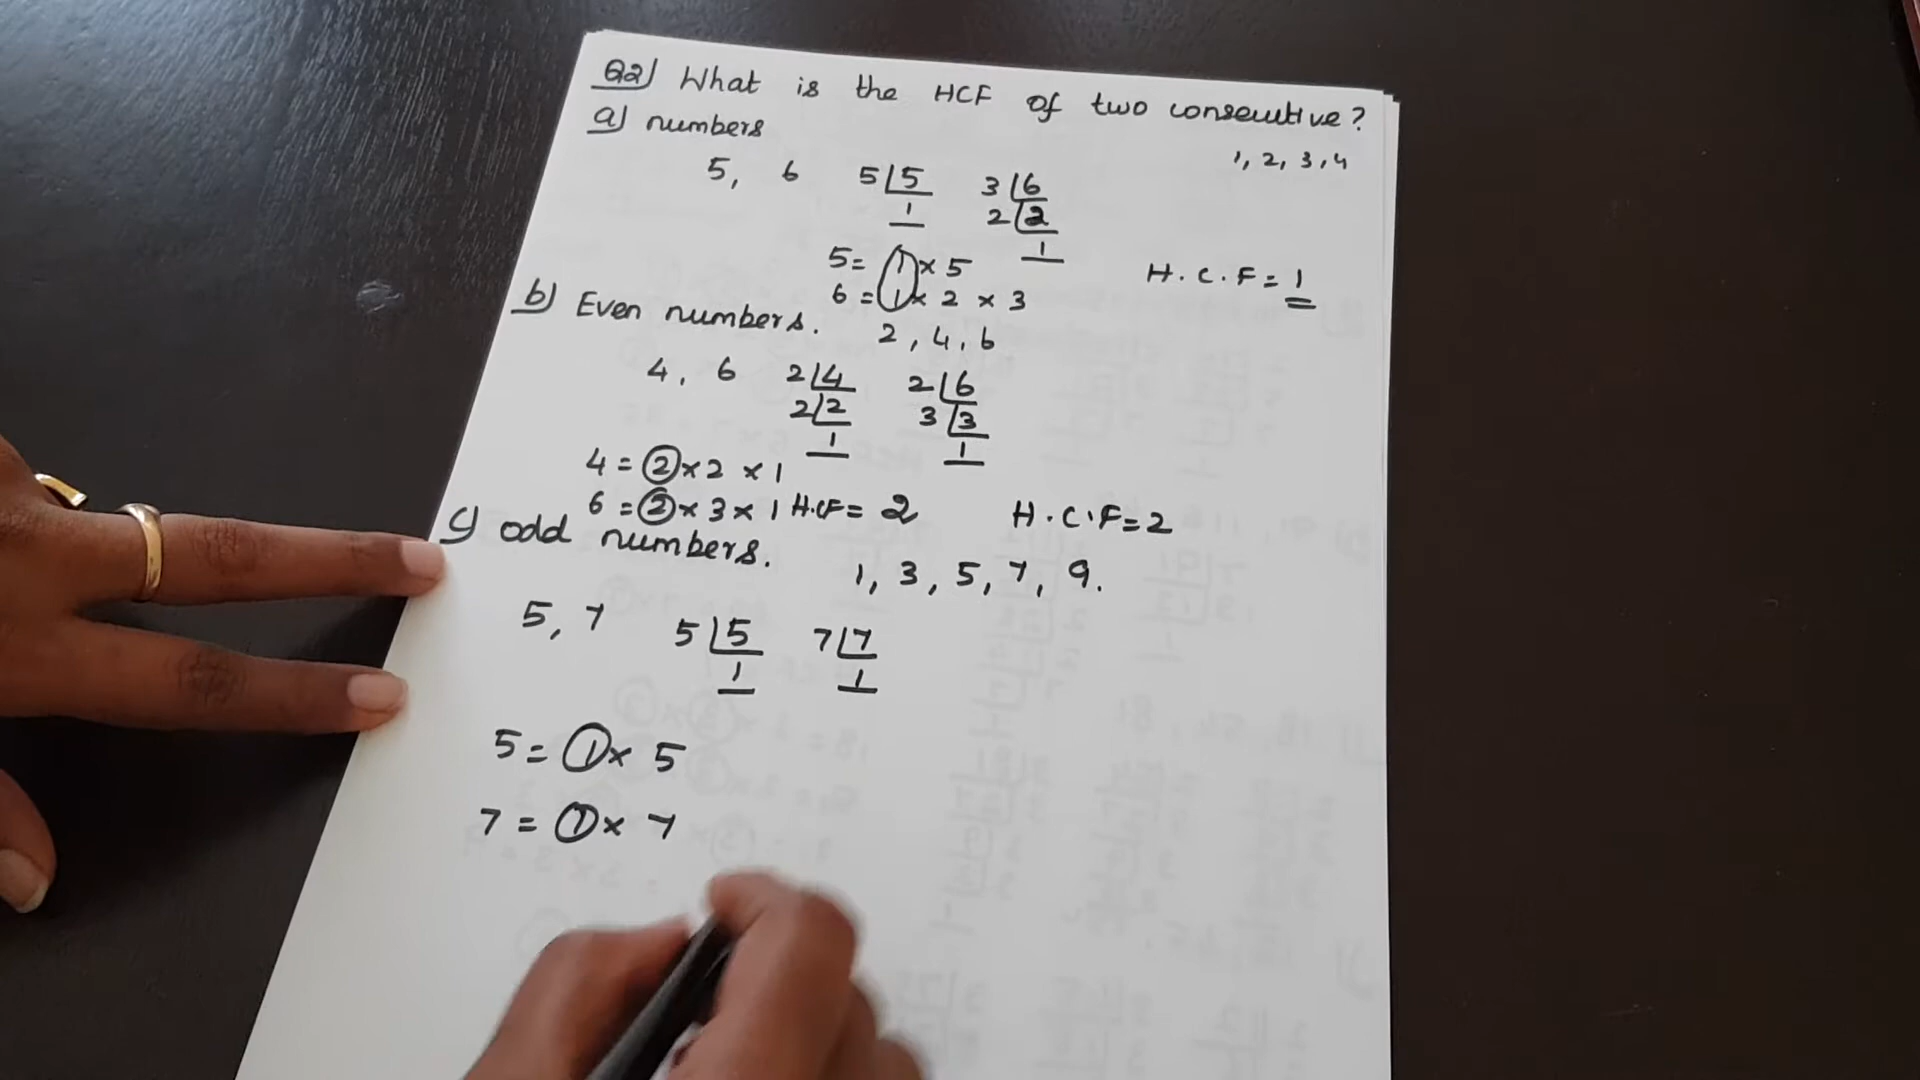 Q2) What is the HCF of two consecutive?
a) numbers
1, 2, 3, 4
5, 6 5|5 3|6
1 2|2
1
5 = 1 × 5
6 = 1 × 2 × 3
H.C.F = 1
b) Even numbers. 2, 4, 6
4, 6 2|4 2|6
2|2 3|3
1 1
4 = 2 × 2 × 1
6 = 2 × 3 × 1 H.CF = 2 H.C.F = 2
c) odd numbers. 1, 3, 5, 7, 9.
5, 7 5|5 7|7
1 1
5 = 1 × 5
7 = 1 × 7